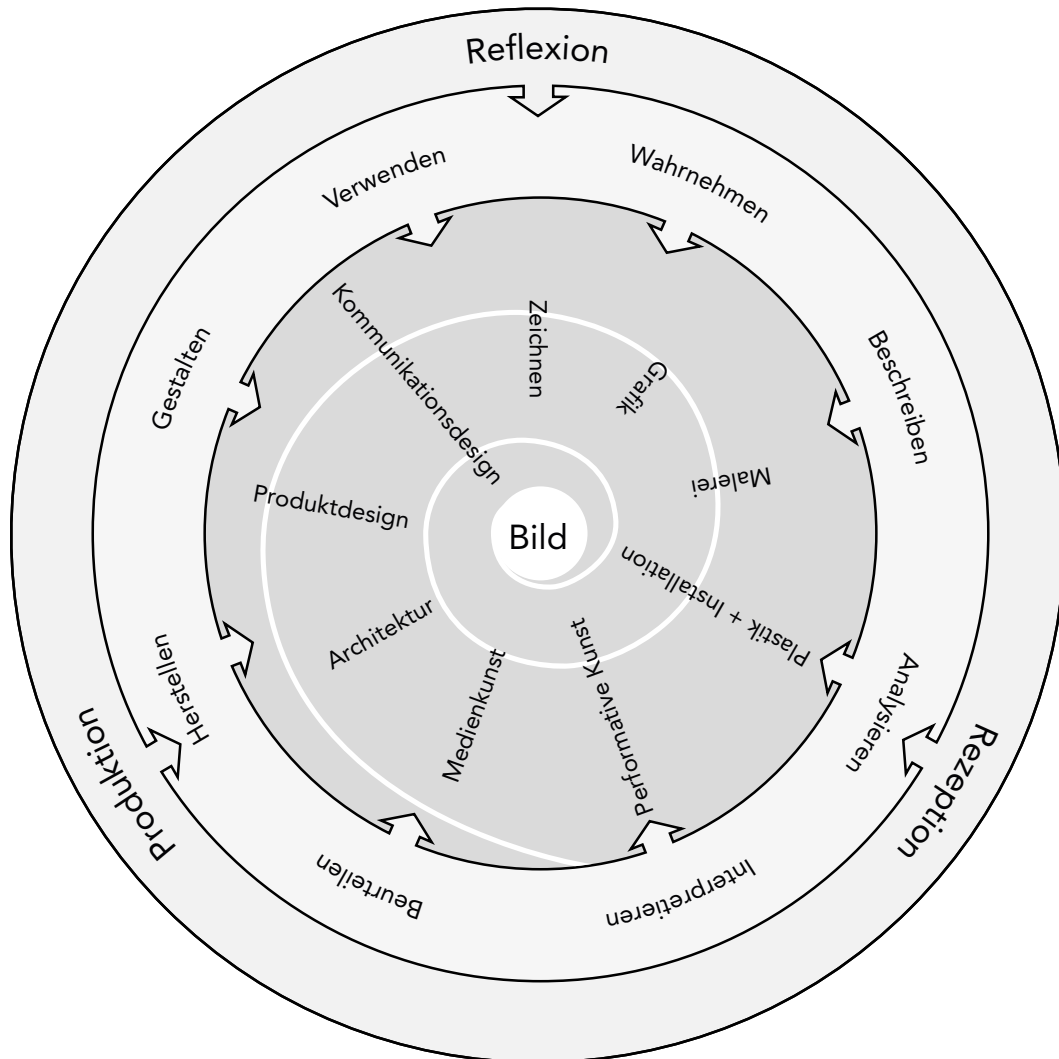 Reflexion
Rezeption
Produktion
Wahrnehmen
Beschreiben
Analysieren
Interpretieren
Beurteilen
Herstellen
Gestalten
Verwenden
Zeichnen
Grafik
Malerei
Plastik + Installation
Performative Kunst
Medienkunst
Architektur
Produktdesign
Kommunikationsdesign
Bild